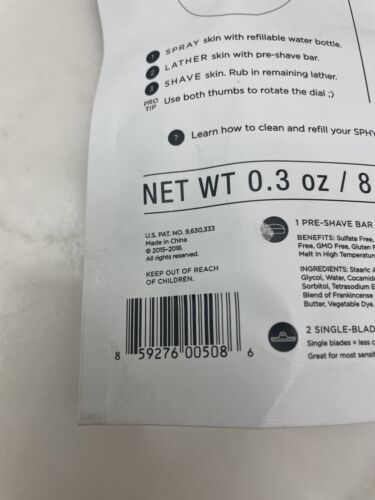 1 SPRAY skin with refillable water bottle.
2 LATHER skin with pre-shave bar.
3 SHAVE skin. Rub in remaining lather.
PRO TIP Use both thumbs to rotate the dial ;)
? Learn how to clean and refill your SPHY
NET WT 0.3 oz / 8
U.S. PAT. NO. 9,630,333
Made in China
© 2015-2018.
All rights reserved.
KEEP OUT OF REACH
OF CHILDREN.
8 59276 00508 6
1 PRE-SHAVE BAR
BENEFITS: Sulfate Free,
Free, GMO Free, Gluten F
Melt In High Temperatur
INGREDIENTS: Stearic A
Glycol, Water, Cocamide
Sorbitol, Tetrasodium E
Blend of Frankincense
Butter, Vegetable Dye.
2 SINGLE-BLAD
Single blades = less c
Great for most sensit